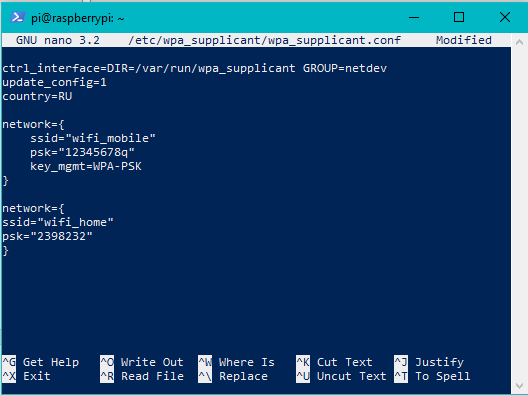 pi@raspberrypi: ~
GNU nano 3.2 /etc/wpa_supplicant/wpa_supplicant.conf Modified
ctrl_interface=DIR=/var/run/wpa_supplicant GROUP=netdev
update_config=1
country=RU
network={
ssid="wifi_mobile"
psk="12345678q"
key_mgmt=WPA-PSK
}
network={
ssid="wifi_home"
psk="2398232"
}
^G Get Help ^O Write Out ^W Where Is ^K Cut Text ^J Justify
^X Exit ^R Read File ^\ Replace ^U Uncut Text ^T To Spell